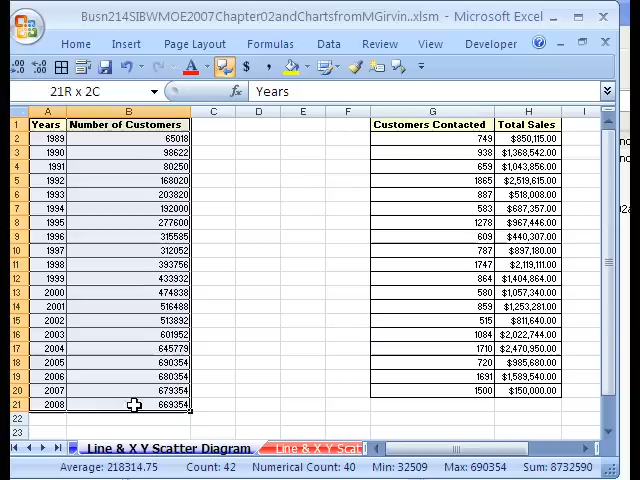 Busn214SIBWMOE2007Chapter02andChartsfromMGirvin..xlsm - Microsoft Excel
Home Insert Page Layout Formulas Data Review View Developer
21R x 2C fx Years
A B C D E F G H I
1 Years Number of Customers Customers Contacted Total Sales
2 1989 65018 749 $850,115.00
3 1990 98622 938 $1,368,542.00
4 1991 80250 659 $1,043,856.00
5 1992 168020 1865 $2,519,615.00
6 1993 203820 887 $518,008.00
7 1994 192000 583 $687,357.00
8 1995 277600 1278 $967,446.00
9 1996 315585 609 $440,307.00
10 1997 312052 787 $897,180.00
11 1998 393756 1747 $2,119,111.00
12 1999 433932 864 $1,404,864.00
13 2000 474838 580 $1,057,340.00
14 2001 516488 859 $1,253,281.00
15 2002 513892 515 $811,640.00
16 2003 601952 1084 $2,022,744.00
17 2004 645779 1710 $2,470,950.00
18 2005 690354 720 $985,680.00
19 2006 680354 1691 $1,589,540.00
20 2007 679354 1500 $150,000.00
21 2008 669354
22
23
Line & X Y Scatter Diagram Line & X Y Scat
Average: 218314.75 Count: 42 Numerical Count: 40 Min: 32509 Max: 690354 Sum: 8732590